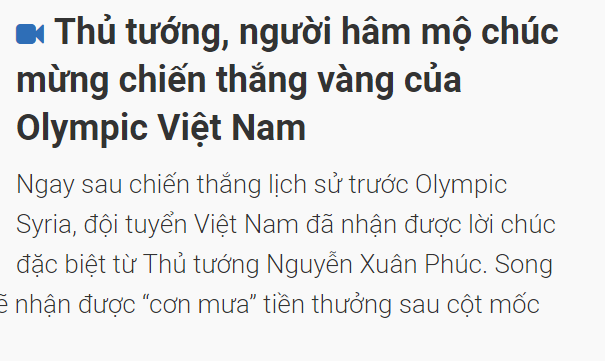 Thủ tướng, người hâm mộ chúc
mừng chiến thắng vàng của
Olympic Việt Nam
Ngay sau chiến thắng lịch sử trước Olympic
Syria, đội tuyển Việt Nam đã nhận được lời chúc
đặc biệt từ Thủ tướng Nguyễn Xuân Phúc. Song
nhận được “cơn mưa” tiền thưởng sau cột mốc